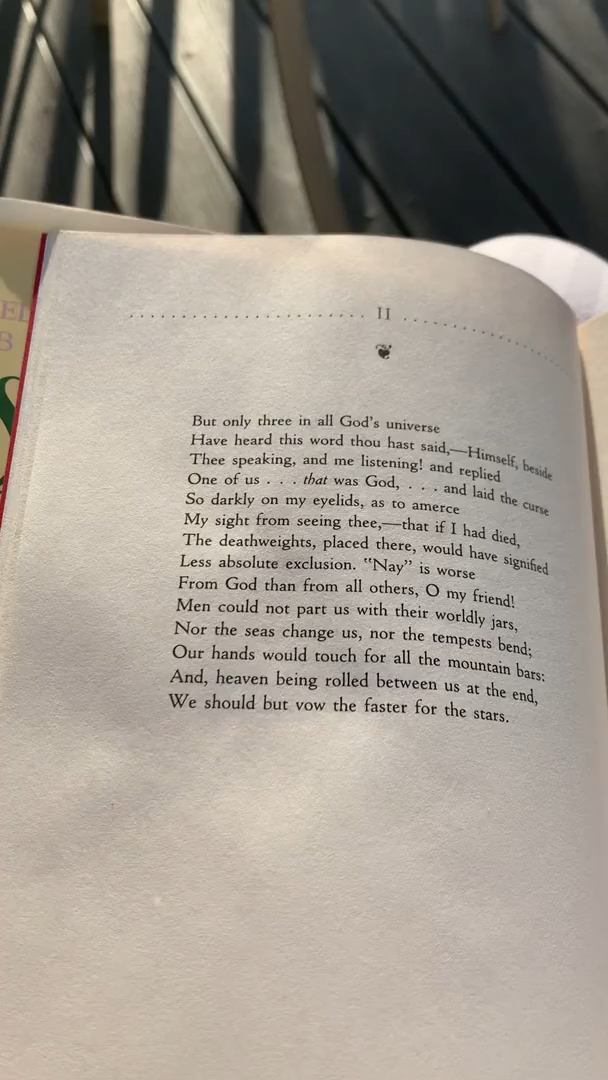 II
But only three in all God's universe
Have heard this word thou hast said,—Himself, beside
Thee speaking, and me listening! and replied
One of us . . . that was God, . . . and laid the curse
So darkly on my eyelids, as to amerce
My sight from seeing thee,—that if I had died,
The deathweights, placed there, would have signified
Less absolute exclusion. "Nay" is worse
From God than from all others, O my friend!
Men could not part us with their worldly jars,
Nor the seas change us, nor the tempests bend;
Our hands would touch for all the mountain bars:
And, heaven being rolled between us at the end,
We should but vow the faster for the stars.